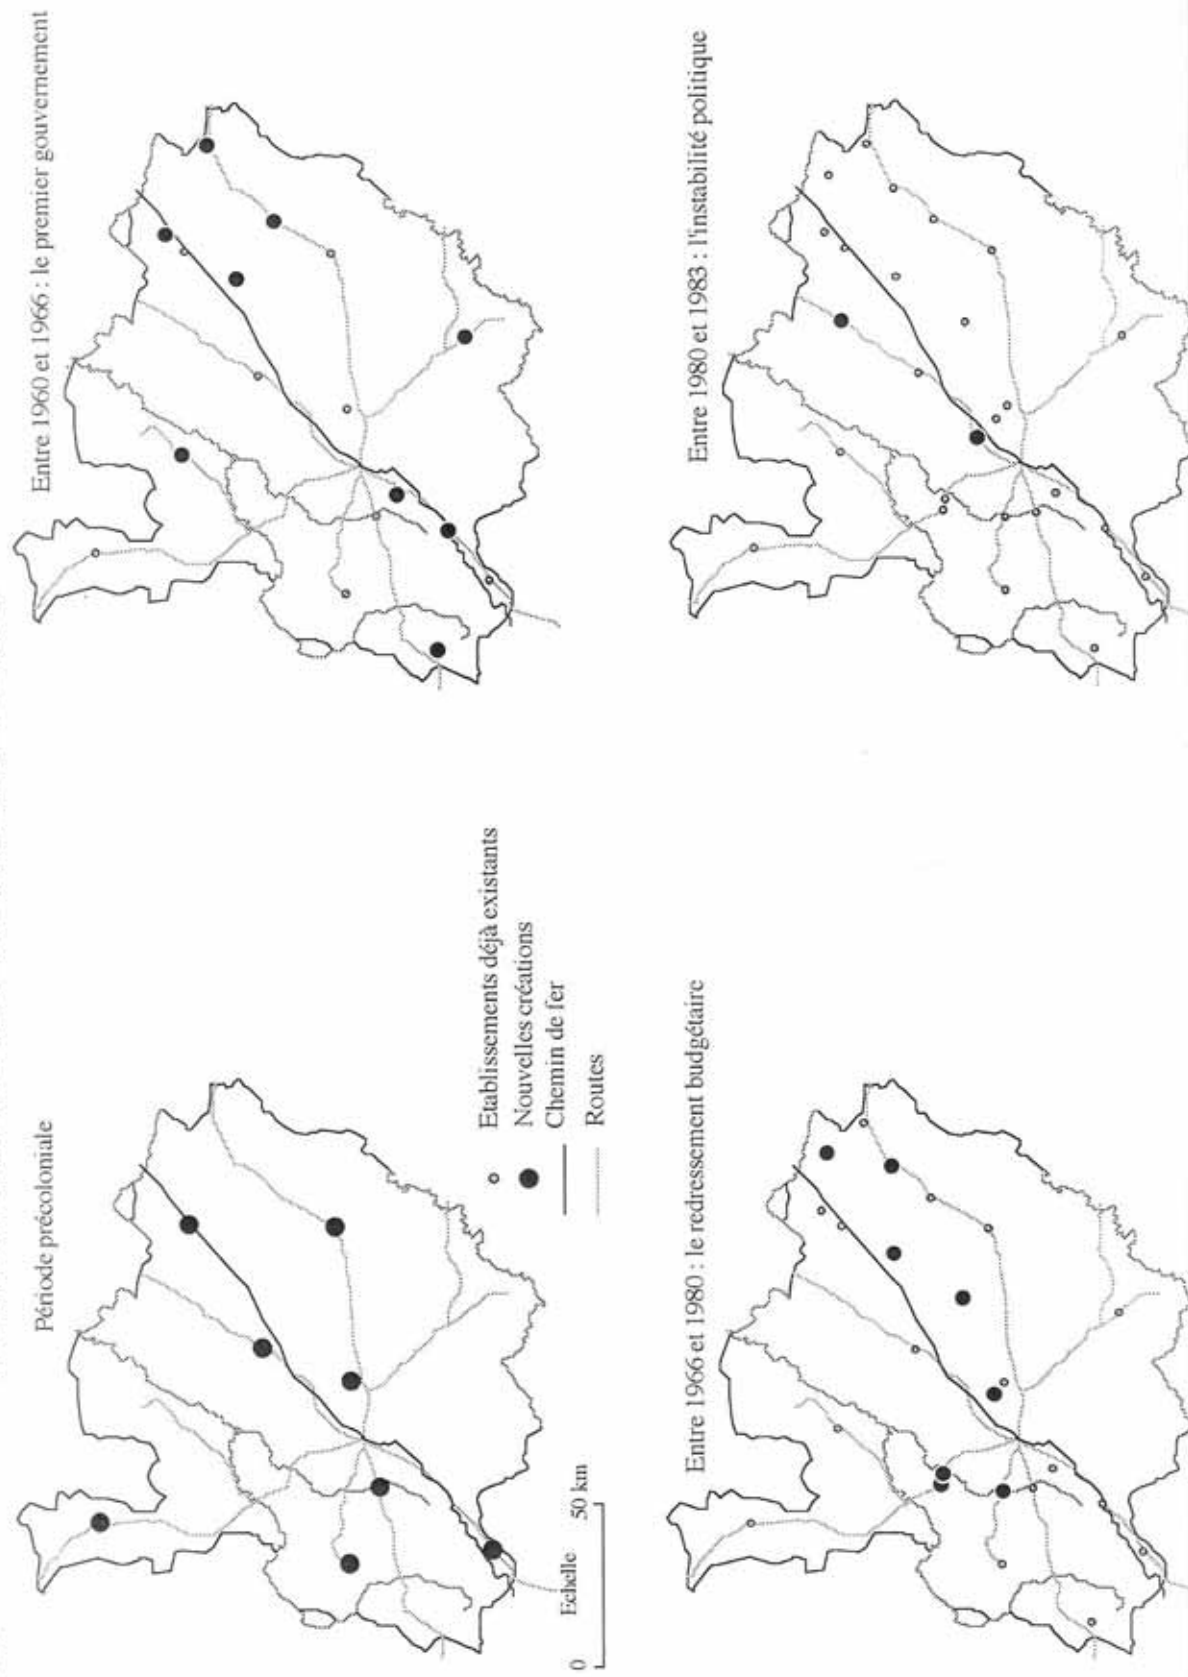 Période précoloniale
Entre 1960 et 1966 : le premier gouvernement
Echelle
0 50 km
Etablissements déjà existants
Nouvelles créations
Chemin de fer
Routes
Entre 1966 et 1980 : le redressement budgétaire
Entre 1980 et 1983 : l'instabilité politique